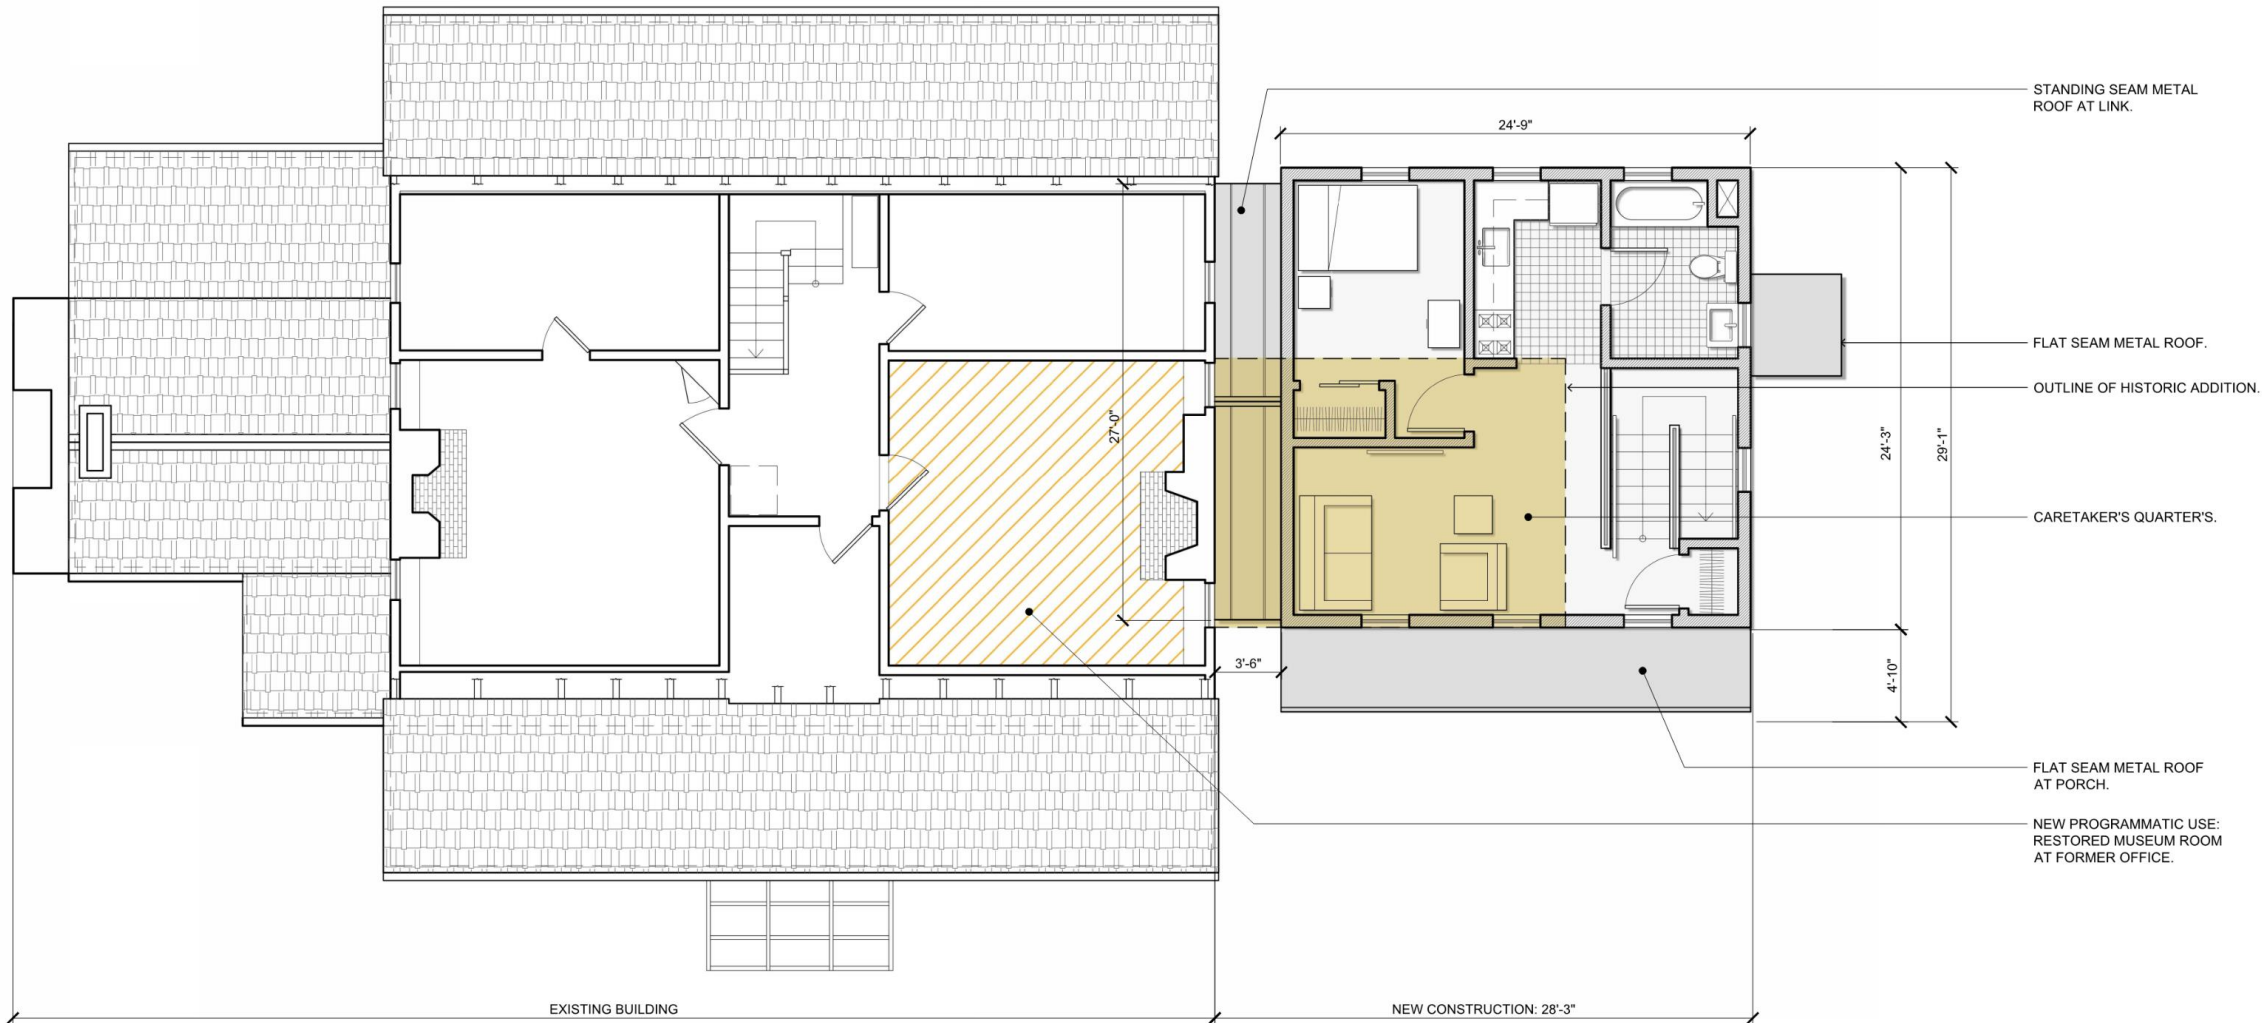 STANDING SEAM METAL
ROOF AT LINK.
24'-9"
FLAT SEAM METAL ROOF.
OUTLINE OF HISTORIC ADDITION.
27'-0"
24'-3"
29'-1"
CARETAKER'S QUARTER'S.
3'-6"
4'-10"
FLAT SEAM METAL ROOF
AT PORCH.
NEW PROGRAMMATIC USE:
RESTORED MUSEUM ROOM
AT FORMER OFFICE.
EXISTING BUILDING
NEW CONSTRUCTION: 28'-3"